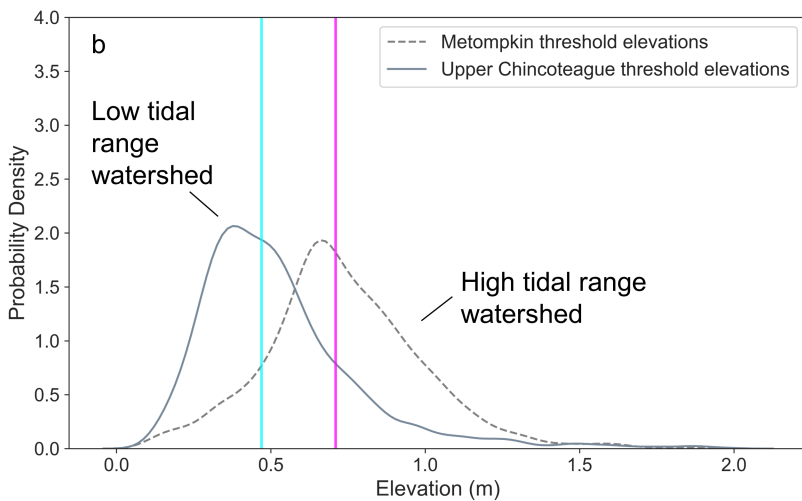 b
Metompkin threshold elevations
Upper Chincoteague threshold elevations
Low tidal
range
watershed
High tidal range
watershed
Probability Density
4.0
3.5
3.0
2.5
2.0
1.5
1.0
0.5
0.0
0.0 0.5 1.0 1.5 2.0
Elevation (m)